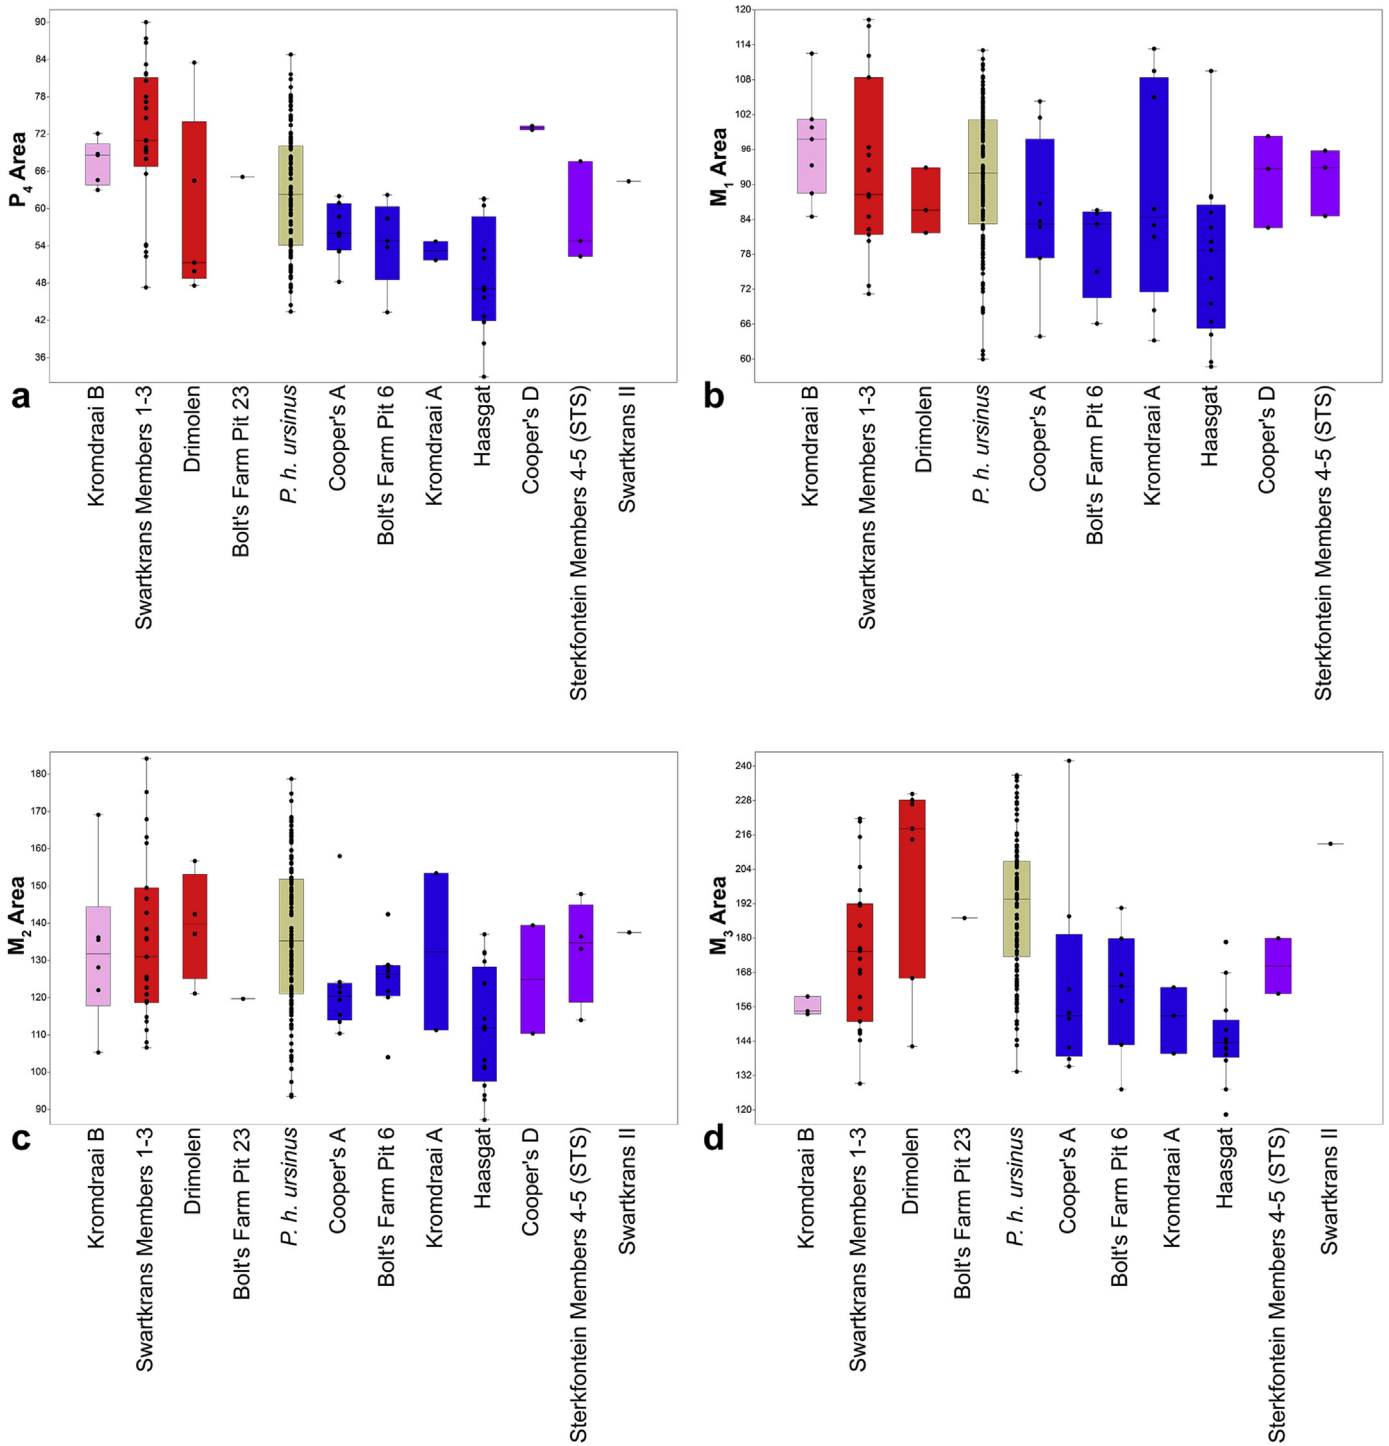 P4 Area
90
84
78
72
66
60
54
48
42
36
a
Kromdraai B
Swartkrans Members 1-3
Drimolen
Bolt's Farm Pit 23
P. h. ursinus
Cooper's A
Bolt's Farm Pit 6
Kromdraai A
Haasgat
Cooper's D
Sterkfontein Members 4-5 (STS)
Swartkrans II
M1 Area
120
114
108
102
96
90
84
78
72
66
60
b
Kromdraai B
Swartkrans Members 1-3
Drimolen
P. h. ursinus
Cooper's A
Bolt's Farm Pit 6
Kromdraai A
Haasgat
Cooper's D
Sterkfontein Members 4-5 (STS)
M2 Area
180
170
160
150
140
130
120
110
100
90
c
Kromdraai B
Swartkrans Members 1-3
Drimolen
Bolt's Farm Pit 23
P. h. ursinus
Cooper's A
Bolt's Farm Pit 6
Kromdraai A
Haasgat
Cooper's D
Sterkfontein Members 4-5 (STS)
Swartkrans II
M3 Area
240
228
216
204
192
180
168
156
144
132
120
d
Kromdraai B
Swartkrans Members 1-3
Drimolen
Bolt's Farm Pit 23
P. h. ursinus
Cooper's A
Bolt's Farm Pit 6
Kromdraai A
Haasgat
Sterkfontein Members 4-5 (STS)
Swartkrans II